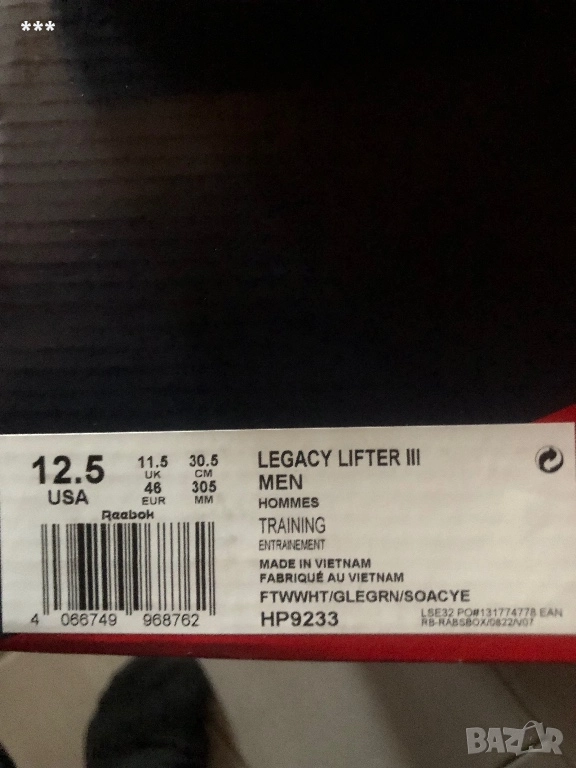 ***
12.5
USA
11.5
UK
46
EUR
30.5
CM
305
MM
Reebok
4 066749 968762
LEGACY LIFTER III
MEN
HOMMES
TRAINING
ENTRAINEMENT
MADE IN VIETNAM
FABRIQUÉ AU VIETNAM
FTWWHT/GLEGRN/SOACYE
HP9233
LSE32 PO#131774778 EAN
RB-RABSBOX/0822/N07
BAZAR